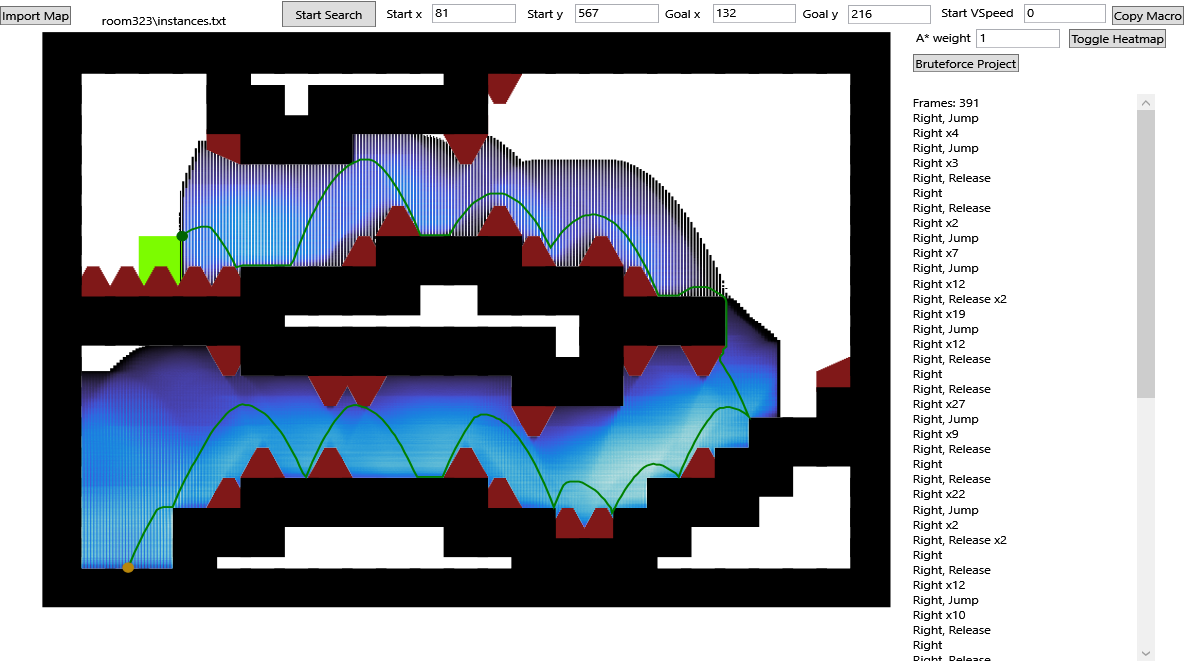 Import Map
room323\instances.txt
Start Search
Start x 81
Start y 567
Goal x 132
Goal y 216
Start VSpeed 0
Copy Macro
A* weight 1
Toggle Heatmap
Bruteforce Project
Frames: 391
Right, Jump
Right x4
Right, Jump
Right x3
Right, Release
Right
Right, Release
Right x2
Right, Jump
Right x7
Right, Jump
Right x12
Right, Release x2
Right x19
Right, Jump
Right x12
Right, Release
Right
Right, Release
Right x27
Right, Jump
Right x9
Right, Release
Right
Right, Release
Right x22
Right, Jump
Right x2
Right, Release x2
Right
Right, Release
Right x12
Right, Jump
Right x10
Right, Release
Right
Right, Release